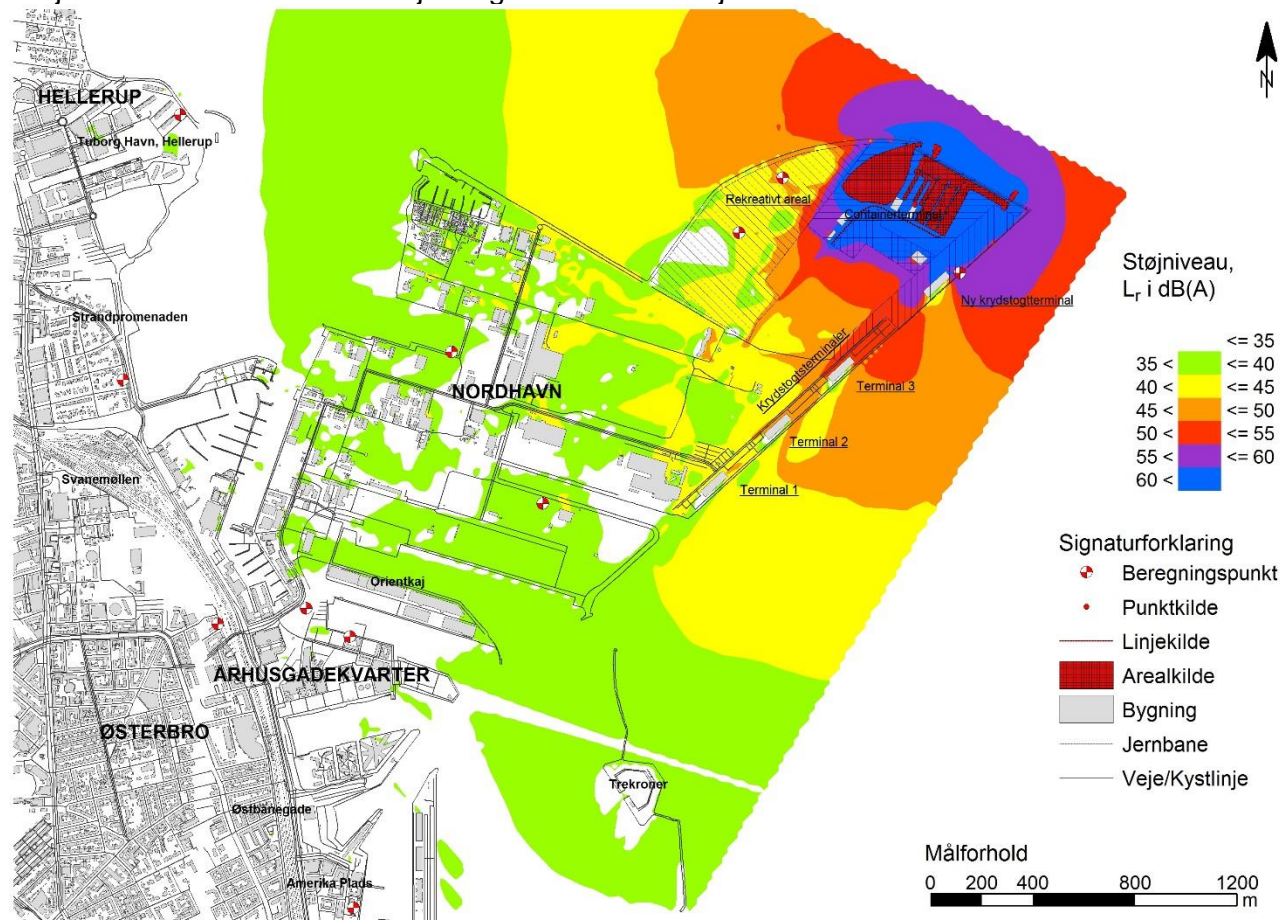 N
HELLERUP
Tuborg Havn, Hellerup
Rekreativt areal
Containerterminal
Ny krydstogtterminal
Strandpromenaden
NORDHAVN
Krydstogtsterminaler
Terminal 3
Terminal 2
Terminal 1
Svanemøllen
Orientkaj
ÅRHUSGADEKVARTER
ØSTERBRO
Trekroner
Østbanegade
Amerika Plads
Støjniveau,
Lr i dB(A)
<= 35
35 < <= 40
40 < <= 45
45 < <= 50
50 < <= 55
55 < <= 60
60 <
Signaturforklaring
Beregningspunkt
Punktkilde
Linjekilde
Arealkilde
Bygning
Jernbane
Veje/Kystlinje
Målforhold
0 200 400 800 1200
m